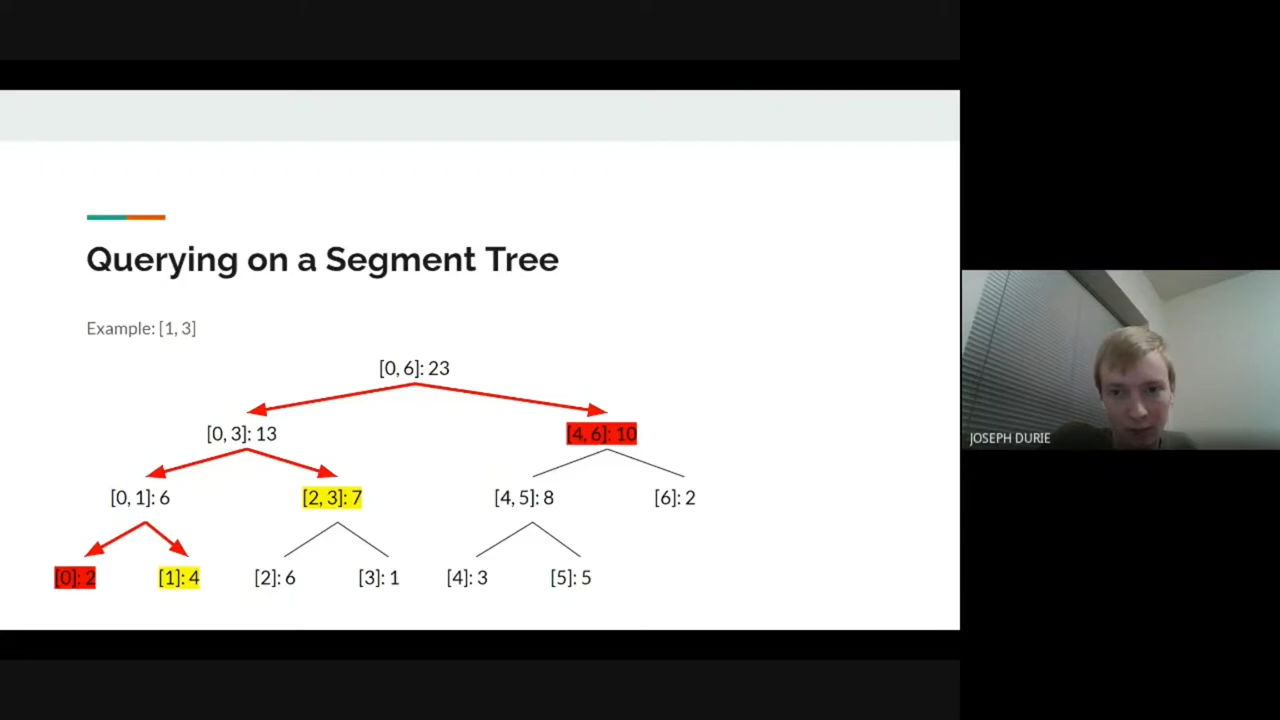 Querying on a Segment Tree
Example: [1, 3]
[0, 6]: 23
[0, 3]: 13
[4, 6]: 10
[0, 1]: 6
[2, 3]: 7
[4, 5]: 8
[6]: 2
[0]: 2
[1]: 4
[2]: 6
[3]: 1
[4]: 3
[5]: 5
JOSEPH DURIE